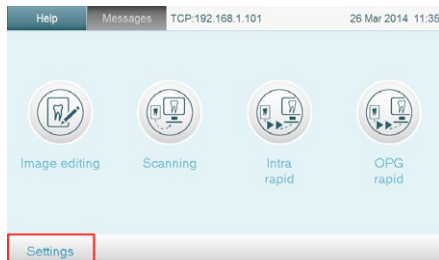 Help Messages TCP:192.168.1.101 26 Mar 2014 11:35
Image editing Scanning Intra rapid OPG rapid
Settings